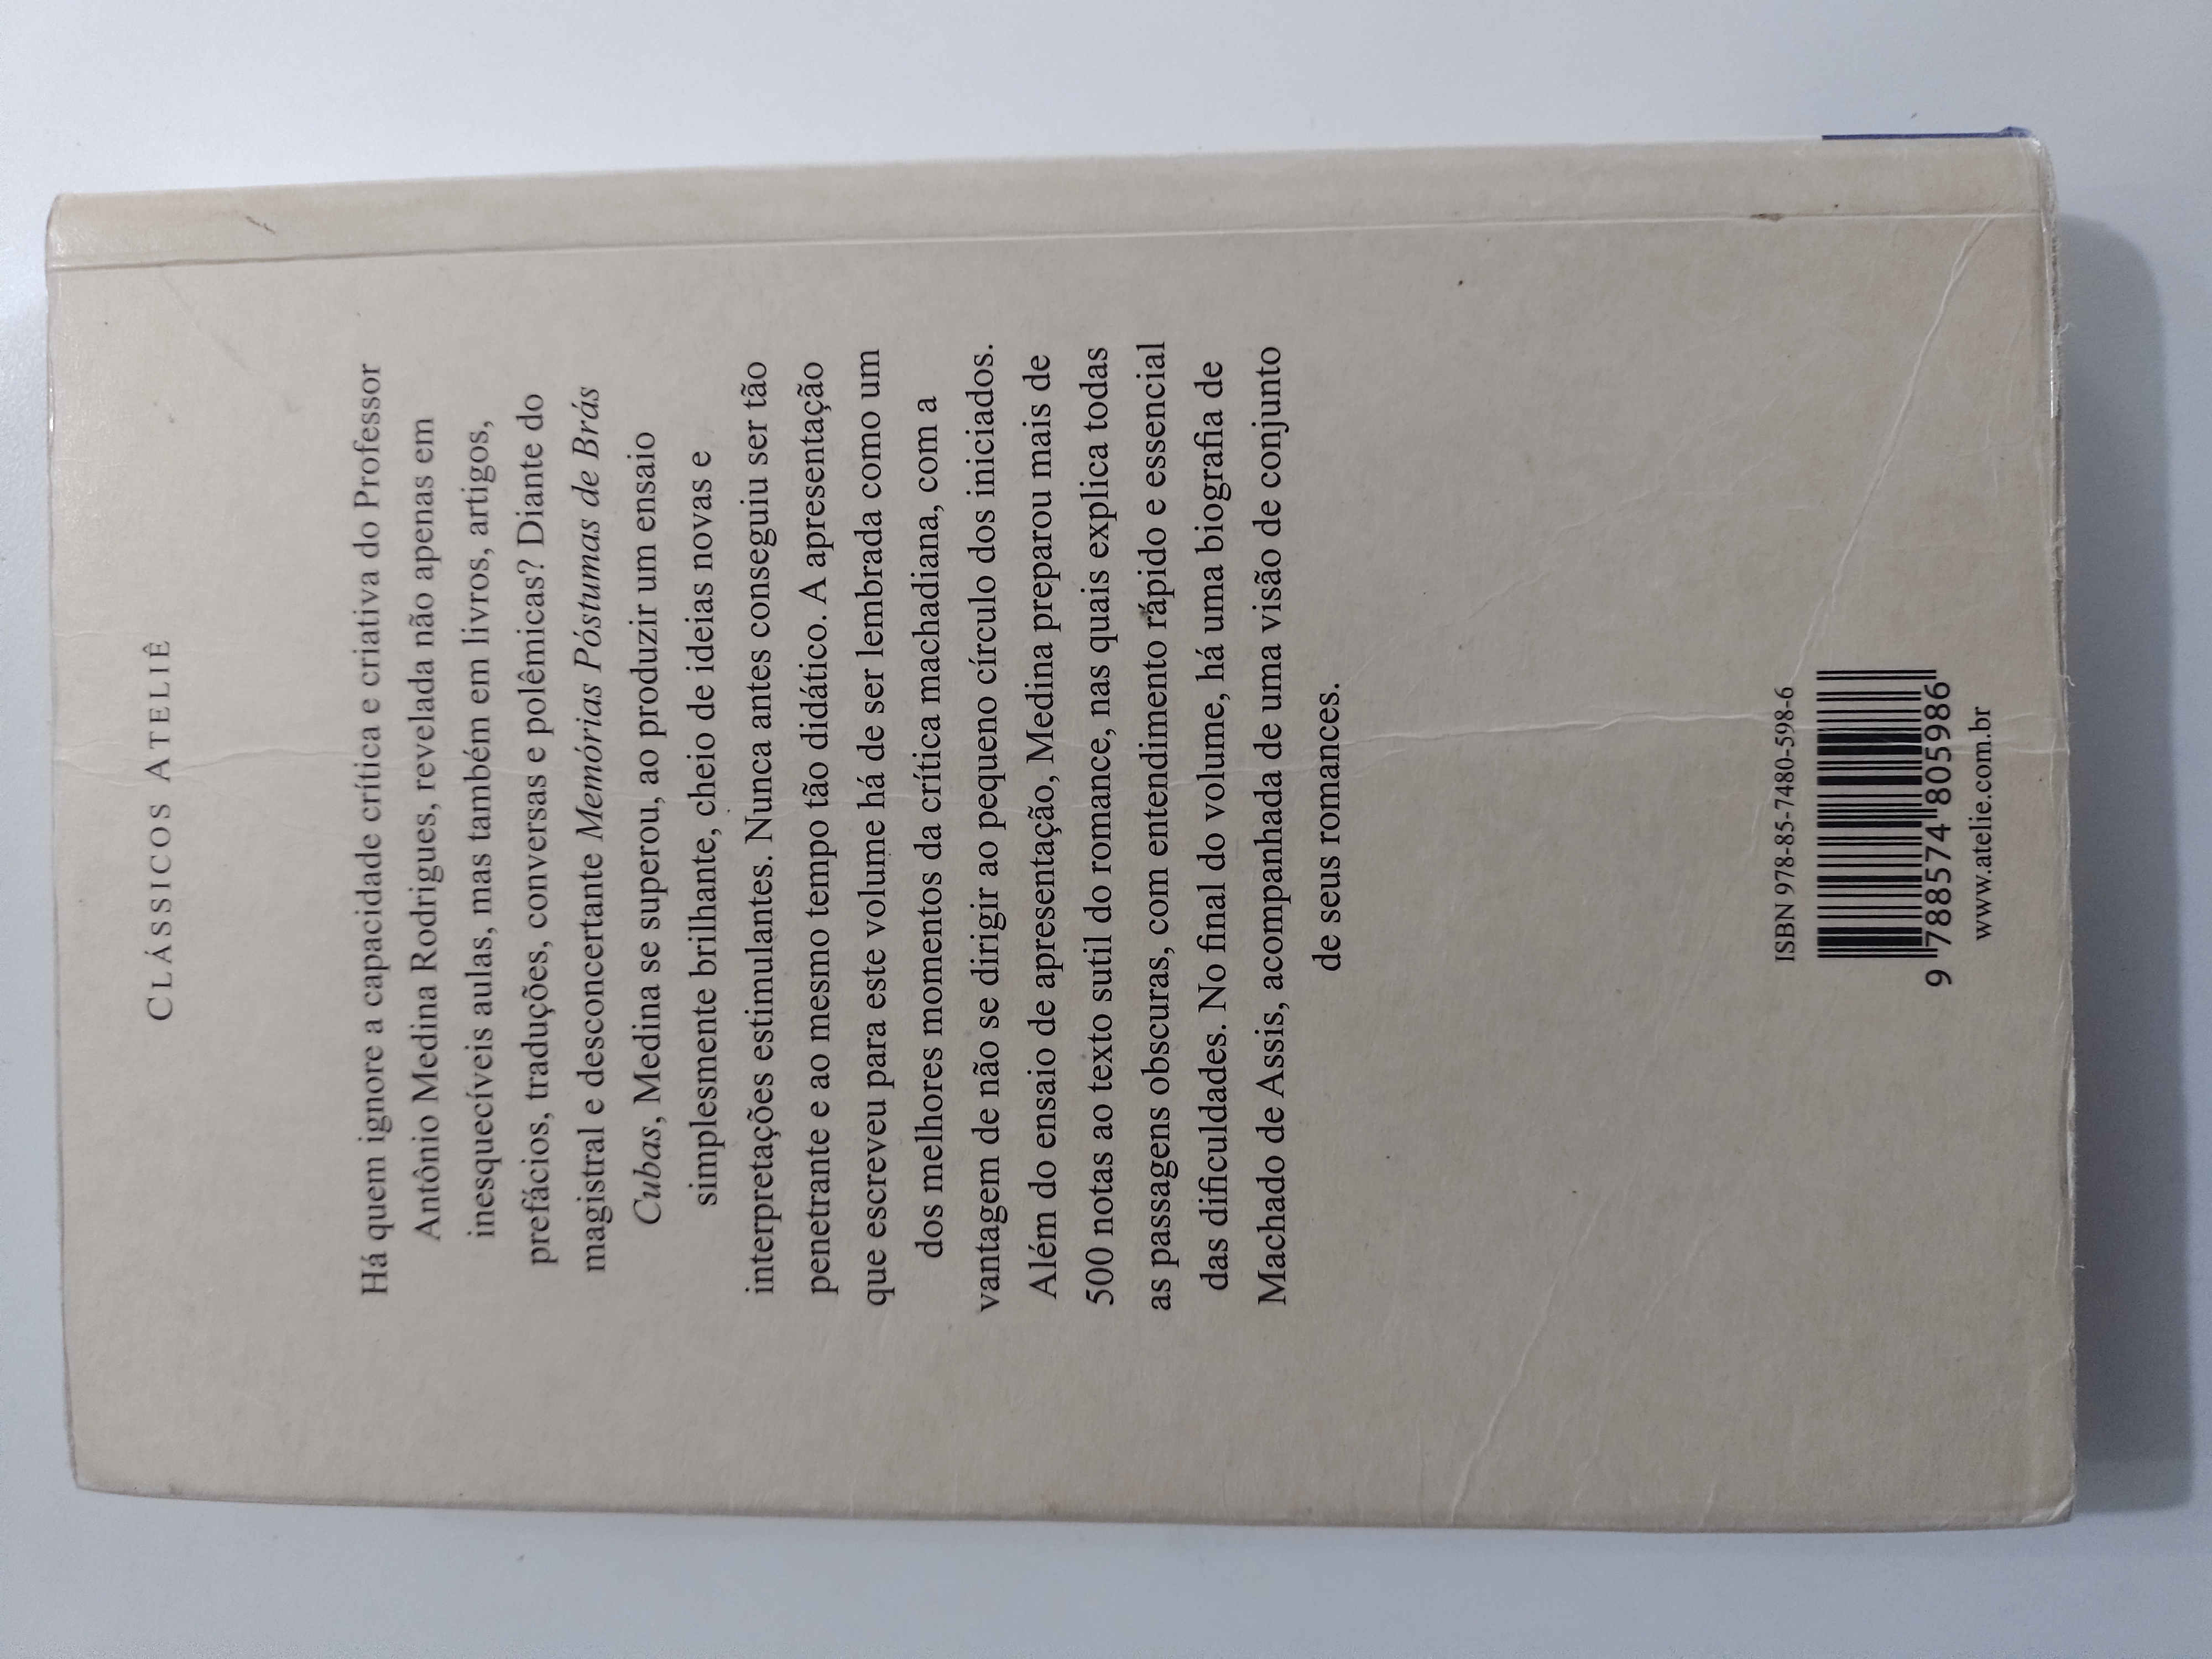 CLÁSSICOS ATELIÊ
Há quem ignore a capacidade crítica e criativa do Professor
Antônio Medina Rodrigues, revelada não apenas em
inesquecíveis aulas, mas também em livros, artigos,
prefácios, traduções, conversas e polêmicas? Diante do
magistral e desconcertante Memórias Póstumas de Brás
Cubas, Medina se superou, ao produzir um ensaio
simplesmente brilhante, cheio de ideias novas e
interpretações estimulantes. Nunca antes conseguiu ser tão
penetrante e ao mesmo tempo tão didático. A apresentação
que escreveu para este volume há de ser lembrada como um
dos melhores momentos da crítica machadiana, com a
vantagem de não se dirigir ao pequeno círculo dos iniciados.
Além do ensaio de apresentação, Medina preparou mais de
500 notas ao texto sutil do romance, nas quais explica todas
as passagens obscuras, com entendimento rápido e essencial
das dificuldades. No final do volume, há uma biografia de
Machado de Assis, acompanhada de uma visão de conjunto
de seus romances.
ISBN 978-85-7480-598-6
9 788574 805986
www.atelie.com.br